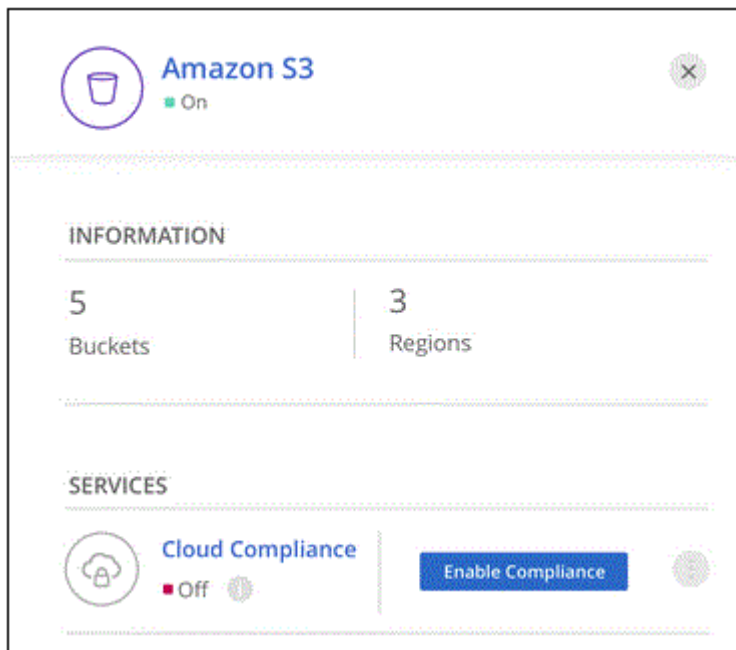 Amazon S3
On
INFORMATION
5
Buckets
3
Regions
SERVICES
Cloud Compliance
Off
Enable Compliance